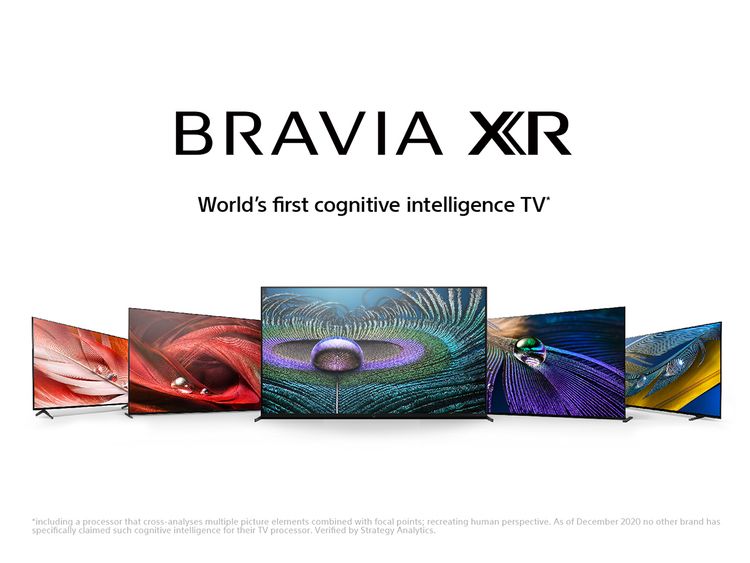 BRAVIA XR
World's first cognitive intelligence TV*
*including a processor that cross-analyses multiple picture elements combined with focal points; recreating human perspective. As of December 2020 no other brand has
specifically claimed such cognitive intelligence for their TV processor. Verified by Strategy Analytics.